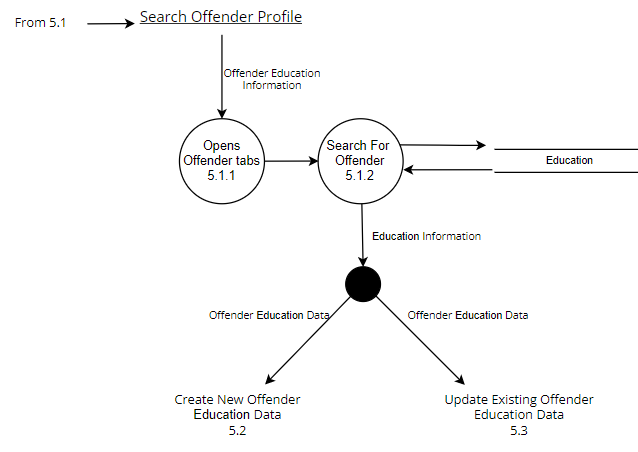 From 5.1
Search Offender Profile
Offender Education
Information
Opens
Offender tabs
5.1.1
Search For
Offender
5.1.2
Education
Education Information
Offender Education Data
Offender Education Data
Create New Offender
Education Data
5.2
Update Existing Offender
Education Data
5.3